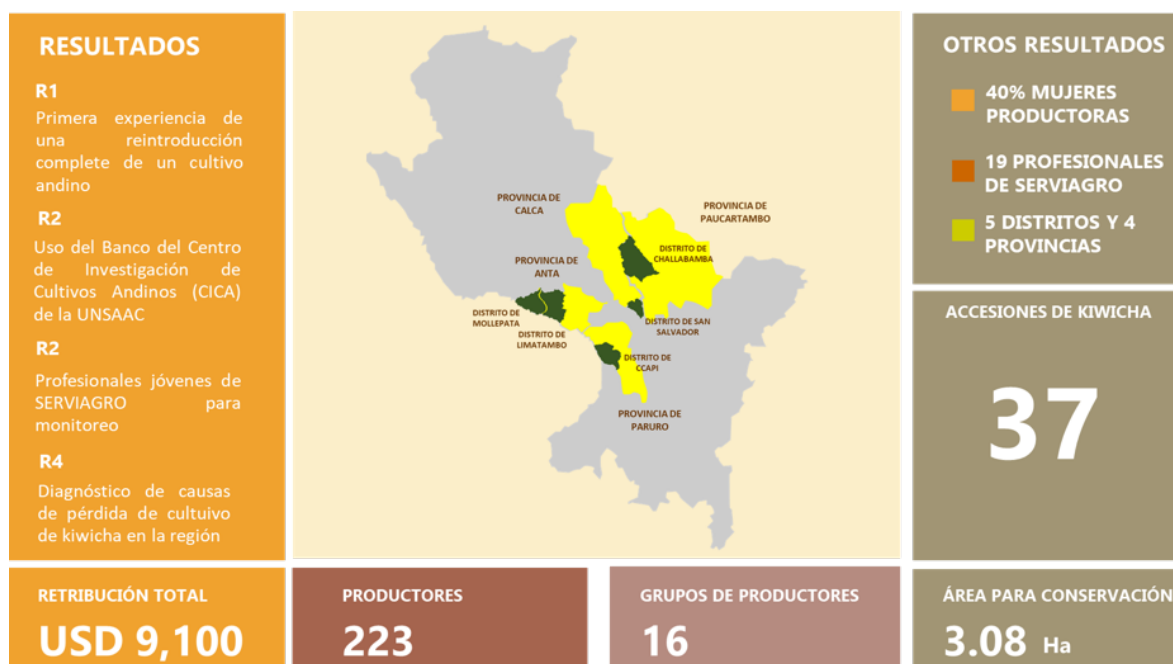 RESULTADOS
R1
Primera experiencia de
una reintroducción
complete de un cultivo
andino
R2
Uso del Banco del Centro
de Investigación de
Cultivos Andinos (CICA)
de la UNSAAC
R2
Profesionales jóvenes de
SERVIAGRO para
monitoreo
R4
Diagnóstico de causas
de pérdida de cultuivo
de kiwicha en la región
PROVINCIA DE
CALCA
PROVINCIA DE
PAUCARTAMBO
DISTRITO DE
CHALLABAMBA
PROVINCIA DE
ANTA
DISTRITO DE
MOLLEPATA
DISTRITO DE
LIMATAMBO
DISTRITO DE SAN
SALVADOR
DISTRITO DE
CCAPI
PROVINCIA DE
PARURO
OTROS RESULTADOS
40% MUJERES
PRODUCTORAS
19 PROFESIONALES
DE SERVIAGRO
5 DISTRITOS Y 4
PROVINCIAS
ACCESIONES DE KIWICHA
37
RETRIBUCIÓN TOTAL
USD 9,100
PRODUCTORES
223
GRUPOS DE PRODUCTORES
16
ÁREA PARA CONSERVACIÓN
3.08 Ha